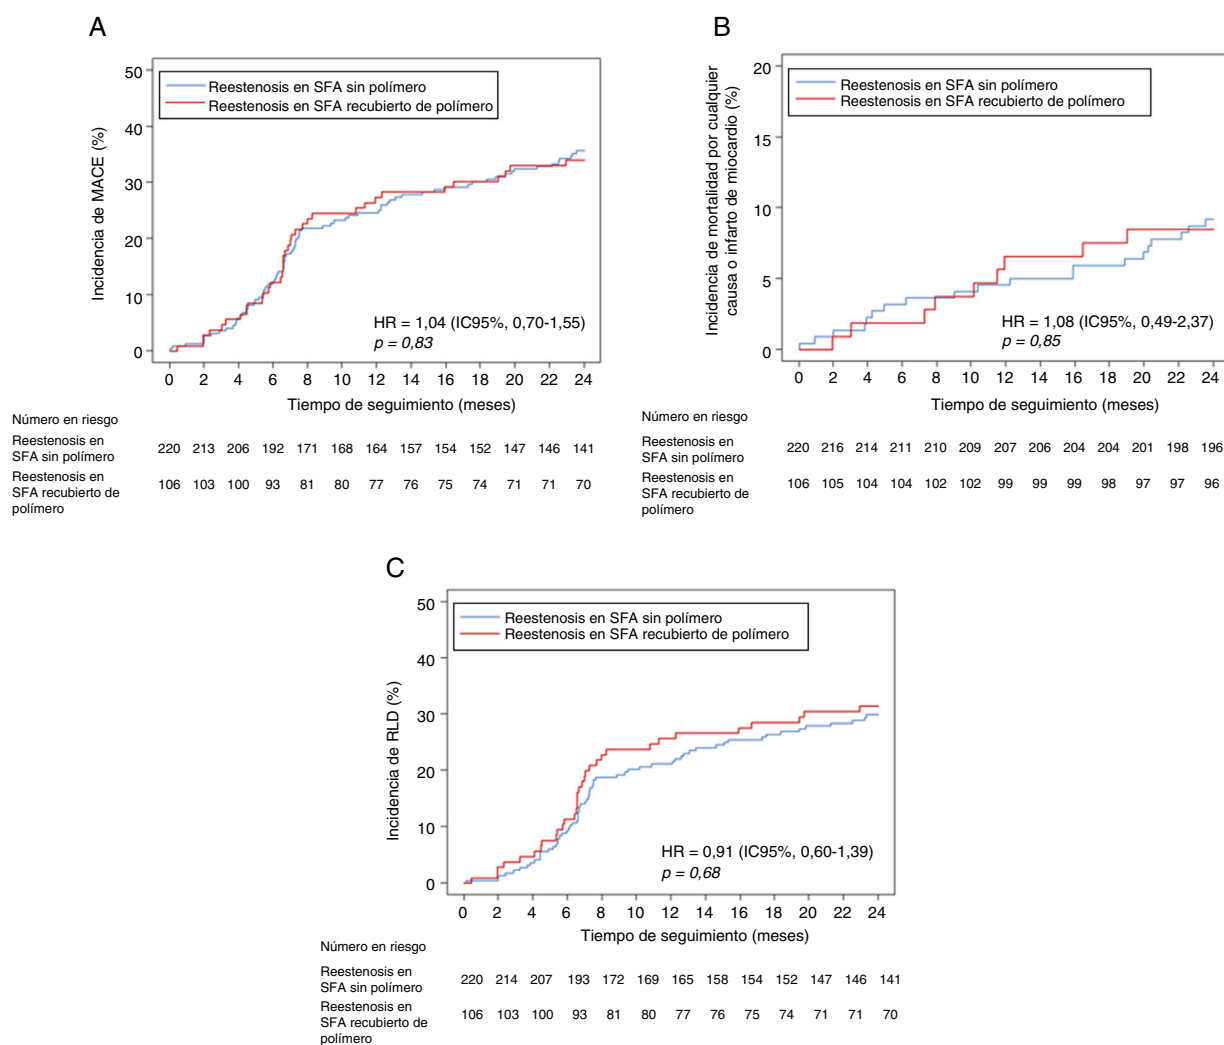 A
50
40
30
20
10
0
Incidencia de MACE (%)
Reestenosis en SFA sin polímero
Reestenosis en SFA recubierto de polímero
HR = 1,04 (IC95%, 0,70-1,55)
p = 0,83
0 2 4 6 8 10 12 14 16 18 20 22 24
Tiempo de seguimiento (meses)
Número en riesgo
Reestenosis en
SFA sin polímero
220 213 206 192 171 168 164 157 154 152 147 146 141
Reestenosis en
SFA recubierto de
polímero
106 103 100 93 81 80 77 76 75 74 71 71 70
B
20
15
10
5
0
Incidencia de mortalidad por cualquier
causa o infarto de miocardio (%)
Reestenosis en SFA sin polímero
Reestenosis en SFA recubierto de polímero
HR = 1,08 (IC95%, 0,49-2,37)
p = 0,85
0 2 4 6 8 10 12 14 16 18 20 22 24
Tiempo de seguimiento (meses)
Número en riesgo
Reestenosis en
SFA sin polímero
220 216 214 211 210 209 207 206 204 204 201 198 196
Reestenosis en
SFA recubierto de
polímero
106 105 104 104 102 102 99 99 99 98 97 97 96
C
50
40
30
20
10
0
Incidencia de RLD (%)
Reestenosis en SFA sin polímero
Reestenosis en SFA recubierto de polímero
HR = 0,91 (IC95%, 0,60-1,39)
p = 0,68
0 2 4 6 8 10 12 14 16 18 20 22 24
Tiempo de seguimiento (meses)
Número en riesgo
Reestenosis en
SFA sin polímero
220 214 207 193 172 169 165 158 154 152 147 146 141
Reestenosis en
SFA recubierto de
polímero
106 103 100 93 81 80 77 76 75 74 71 71 70